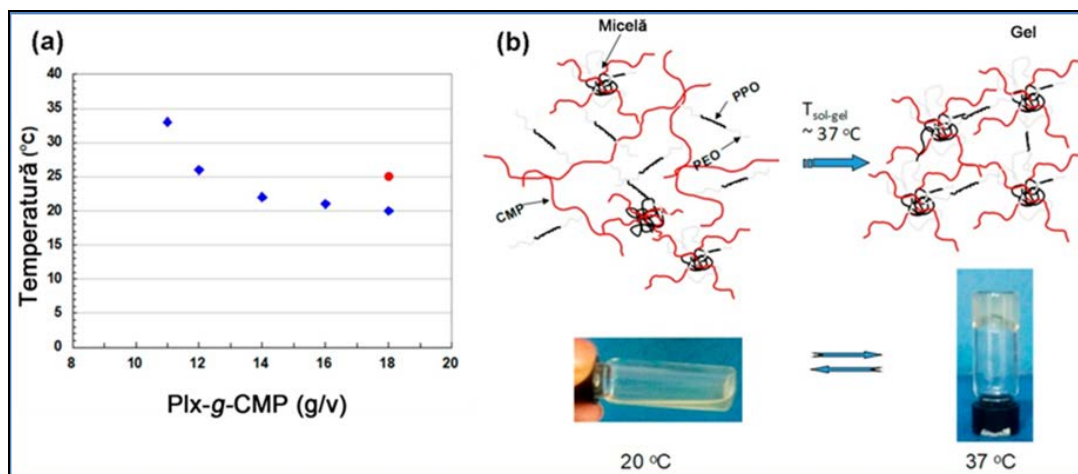 (a)
Temperatură (°C)
40
35
30
25
20
15
10
5
0
8
10
12
14
16
18
20
Plx-g-CMP (g/v)
(b)
Micelă
PPO
PEO
CMP
T sol-gel
~ 37 °C
Gel
20 °C
37 °C